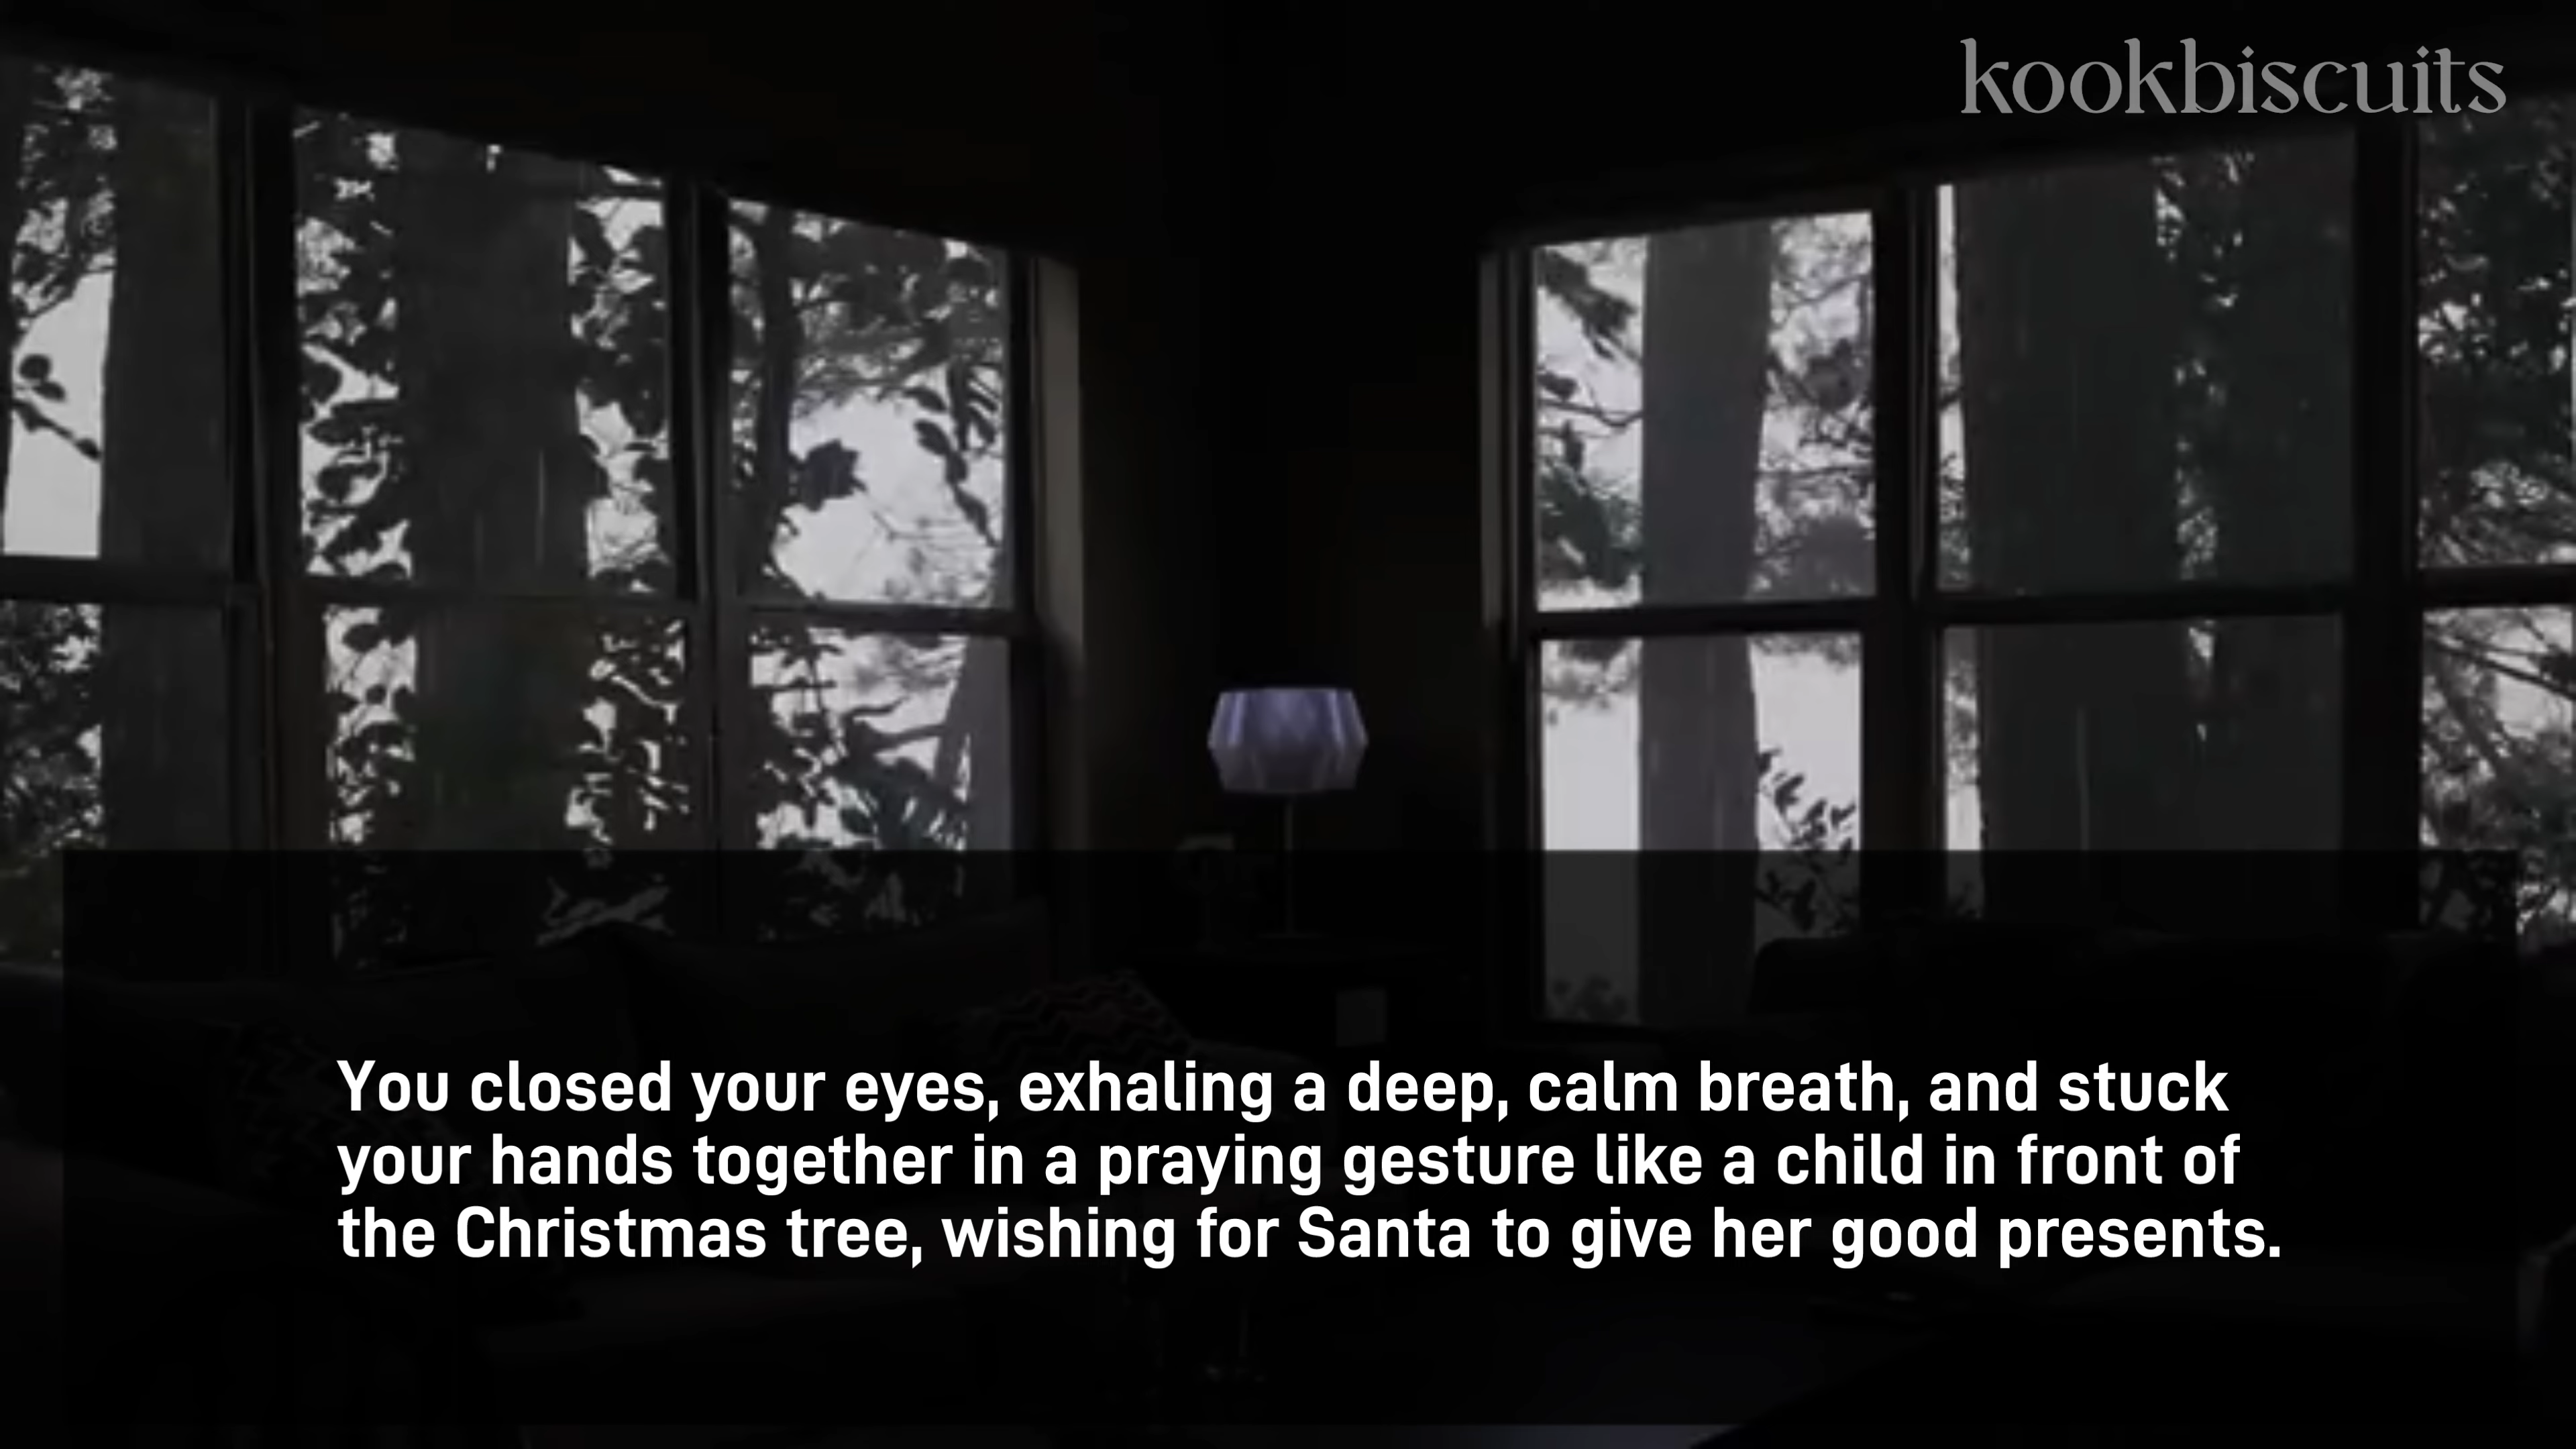 kookbiscuits
You closed your eyes, exhaling a deep, calm breath, and stuck
your hands together in a praying gesture like a child in front of
the Christmas tree, wishing for Santa to give her good presents.